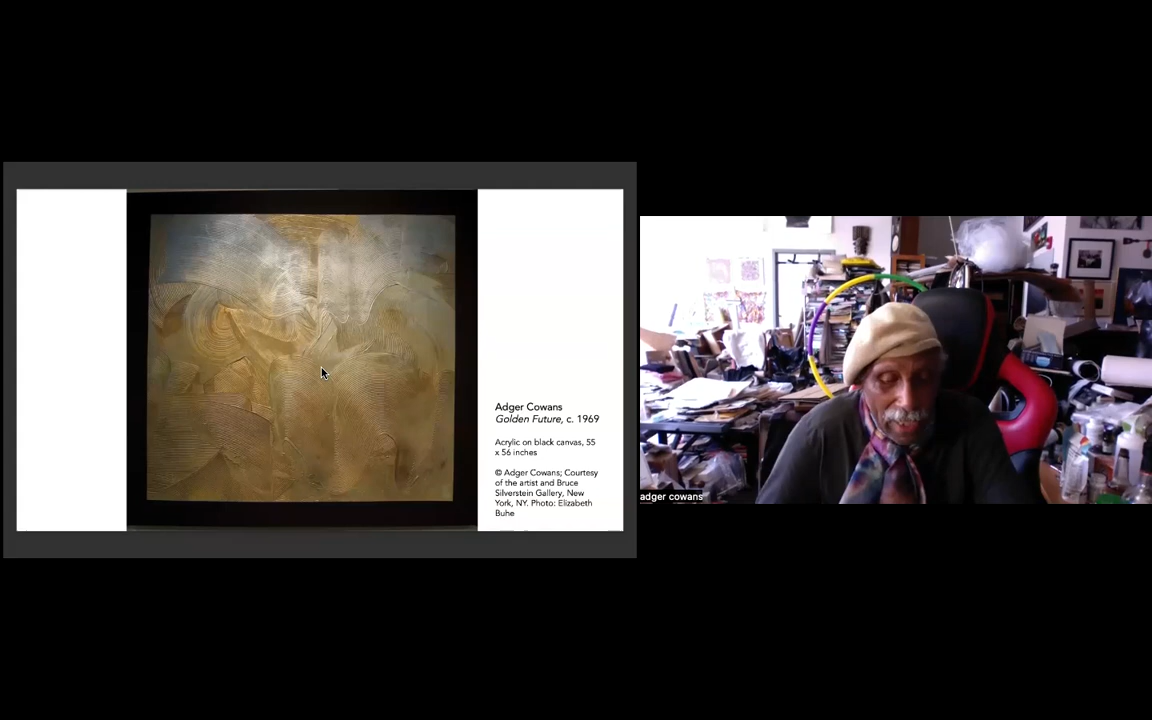 Adger Cowans
Golden Future, c. 1969
Acrylic on black canvas, 55
x 56 inches
© Adger Cowans; Courtesy
of the artist and Bruce
Silverstein Gallery, New
York, NY. Photo: Elizabeth
Buhe
adger cowans